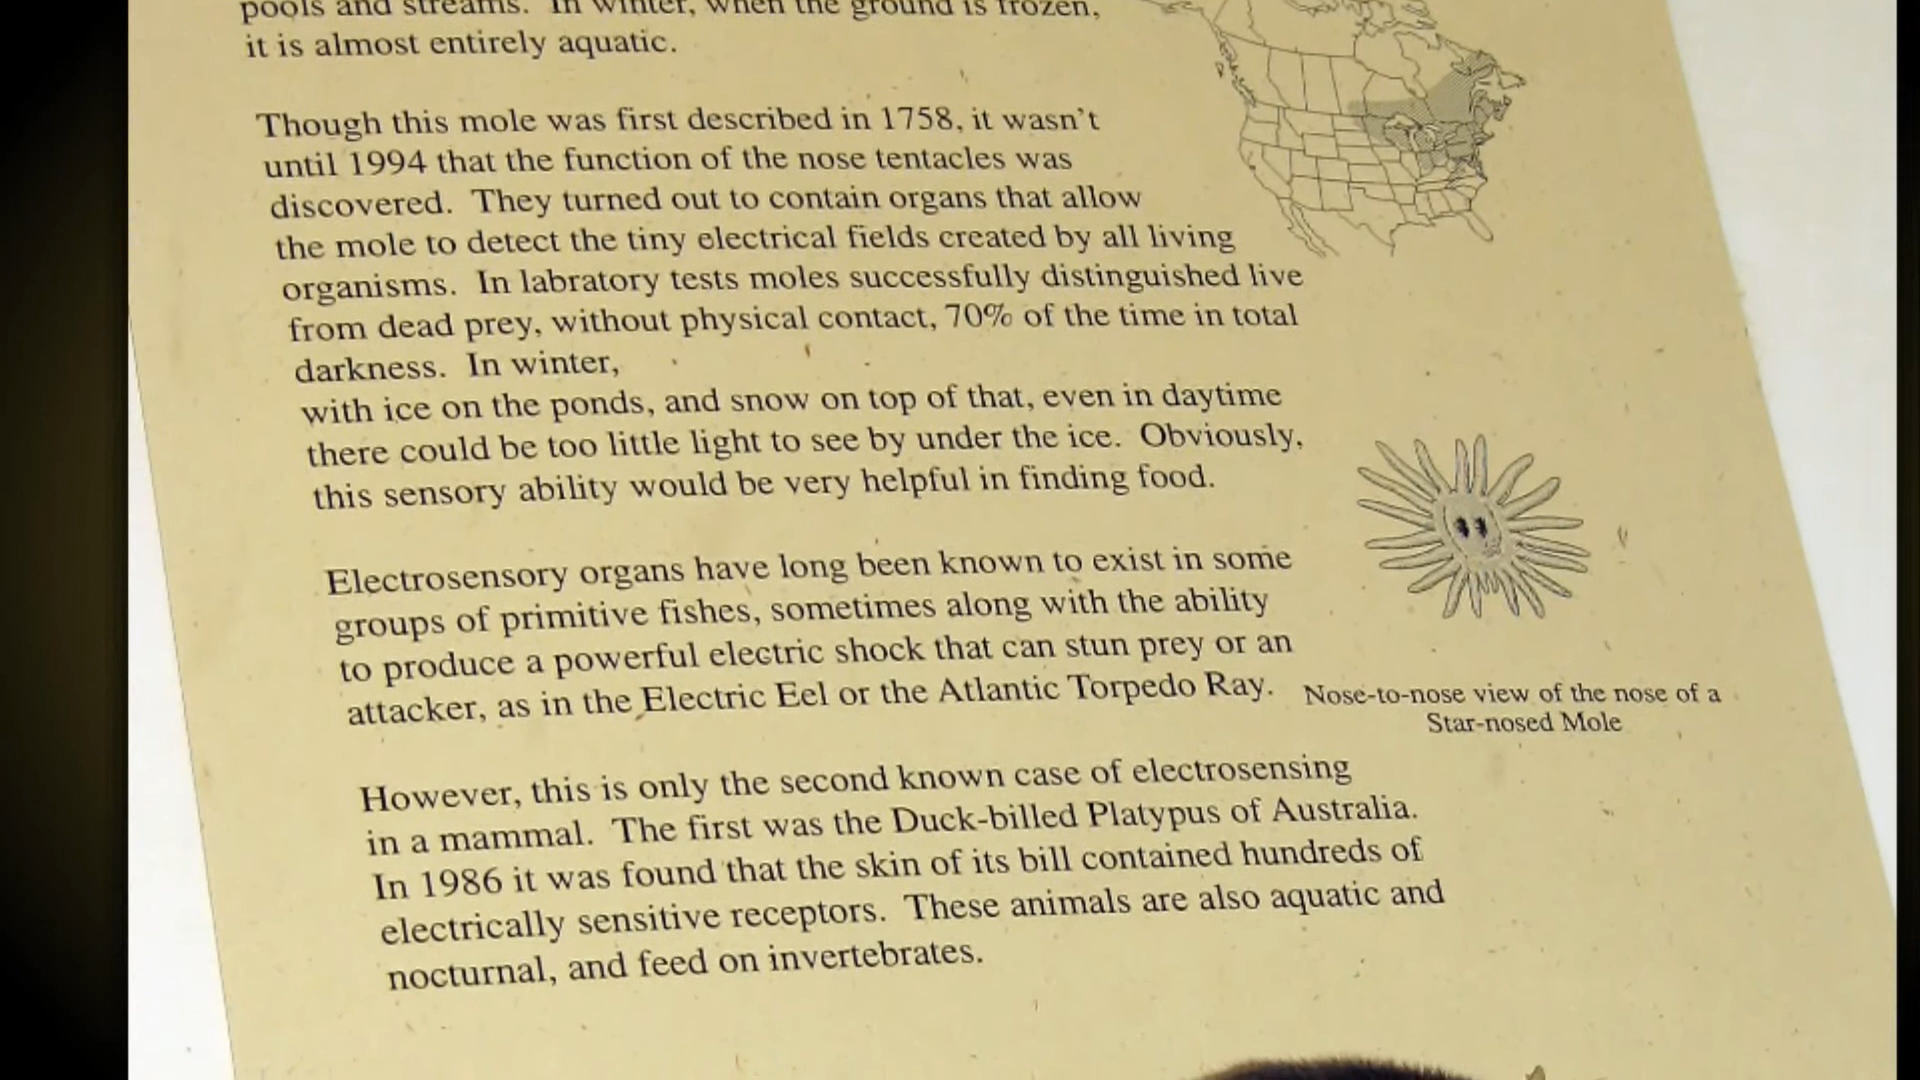 pools and streams. In winter, when the ground is frozen,
it is almost entirely aquatic.
Though this mole was first described in 1758, it wasn't
until 1994 that the function of the nose tentacles was
discovered. They turned out to contain organs that allow
the mole to detect the tiny electrical fields created by all living
organisms. In labratory tests moles successfully distinguished live
from dead prey, without physical contact, 70% of the time in total
darkness. In winter,
with ice on the ponds, and snow on top of that, even in daytime
there could be too little light to see by under the ice. Obviously,
this sensory ability would be very helpful in finding food.
Electrosensory organs have long been known to exist in some
groups of primitive fishes, sometimes along with the ability
to produce a powerful electric shock that can stun prey or an
attacker, as in the Electric Eel or the Atlantic Torpedo Ray.
Nose-to-nose view of the nose of a
Star-nosed Mole
However, this is only the second known case of electrosensing
in a mammal. The first was the Duck-billed Platypus of Australia.
In 1986 it was found that the skin of its bill contained hundreds of
electrically sensitive receptors. These animals are also aquatic and
nocturnal, and feed on invertebrates.